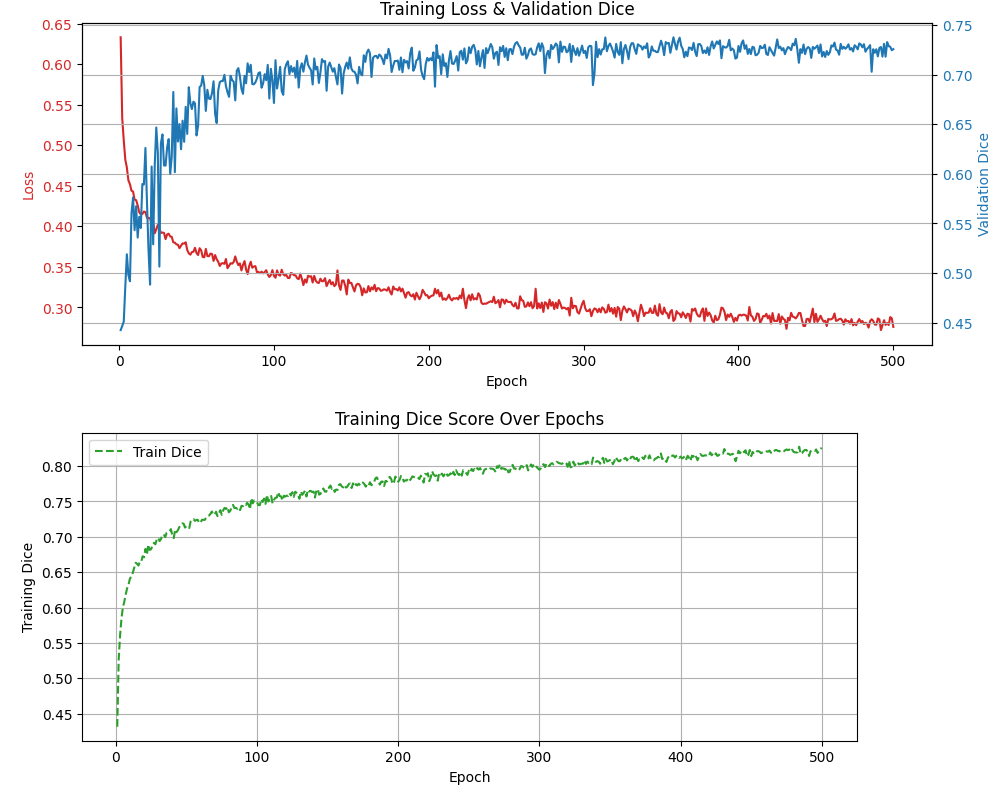 Training Loss & Validation Dice
0.65
0.60
0.55
0.50
0.45
0.40
0.35
0.30
Loss
0.75
0.70
0.65
0.60
0.55
0.50
0.45
Validation Dice
0 100 200 300 400 500
Epoch
Training Dice Score Over Epochs
Train Dice
0.80
0.75
0.70
0.65
0.60
0.55
0.50
0.45
Training Dice
0 100 200 300 400 500
Epoch